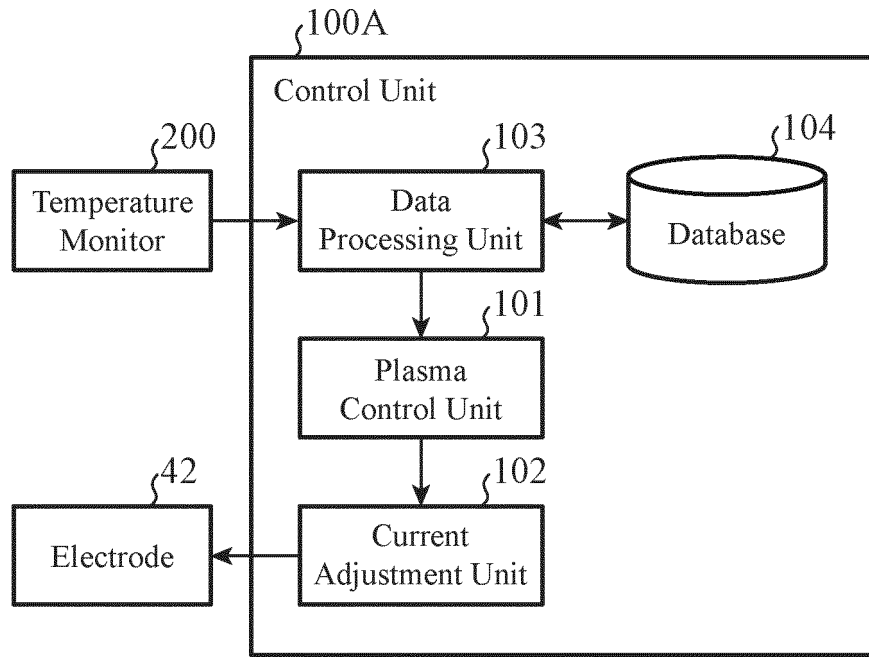 100A
Control Unit
200
103
104
Temperature
Monitor
Data
Processing Unit
Database
101
Plasma
Control Unit
42
102
Electrode
Current
Adjustment Unit